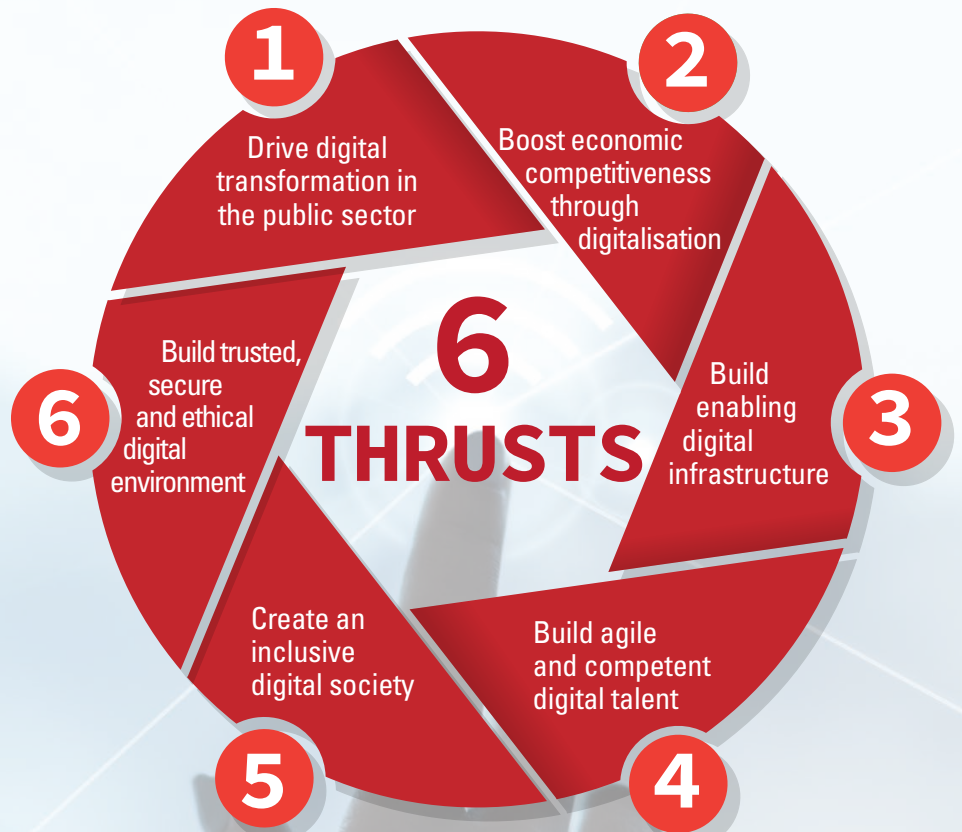 1
Drive digital
transformation in
the public sector
2
Boost economic
competitiveness
through
digitalisation
3
Build
enabling
digital
infrastructure
4
Build agile
and competent
digital talent
5
Create an
inclusive
digital society
6
Build trusted,
secure
and ethical
digital
environment
6
THRUSTS